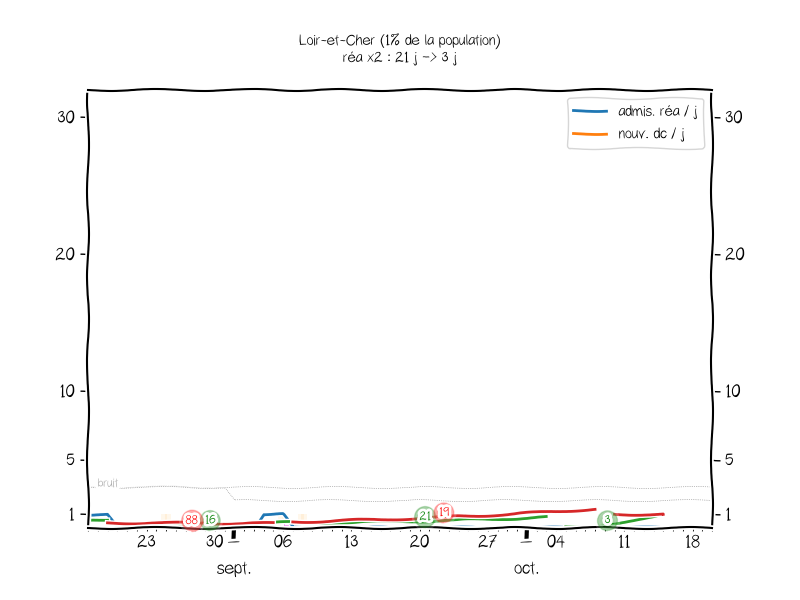 Loir-et-Cher (1% de la population)
réa x2 : 21 j -> 3 j
admis. réa / j
nouv. dc / j
30 30
20 20
10 10
5 5
bruit
1 88 16 21 19 3 1
23 30 06 13 20 27 04 11 18
sept. oct.